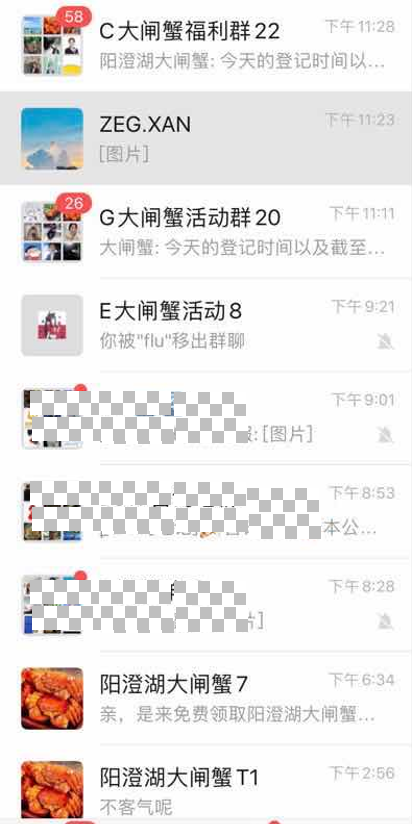 58
C大闸蟹福利群22
下午11:28
阳澄湖大闸蟹: 今天的登记时间以...
ZEG.XAN
下午11:23
[图片]
26
G大闸蟹活动群20
下午11:11
大闸蟹: 今天的登记时间以及截至...
E大闸蟹活动8
下午9:21
你被"flu"移出群聊
下午9:01
: [图片]
下午8:53
本公...
下午8:28
片]
阳澄湖大闸蟹7
下午6:34
亲，是来免费领取阳澄湖大闸蟹...
阳澄湖大闸蟹T1
下午2:56
不客气呢